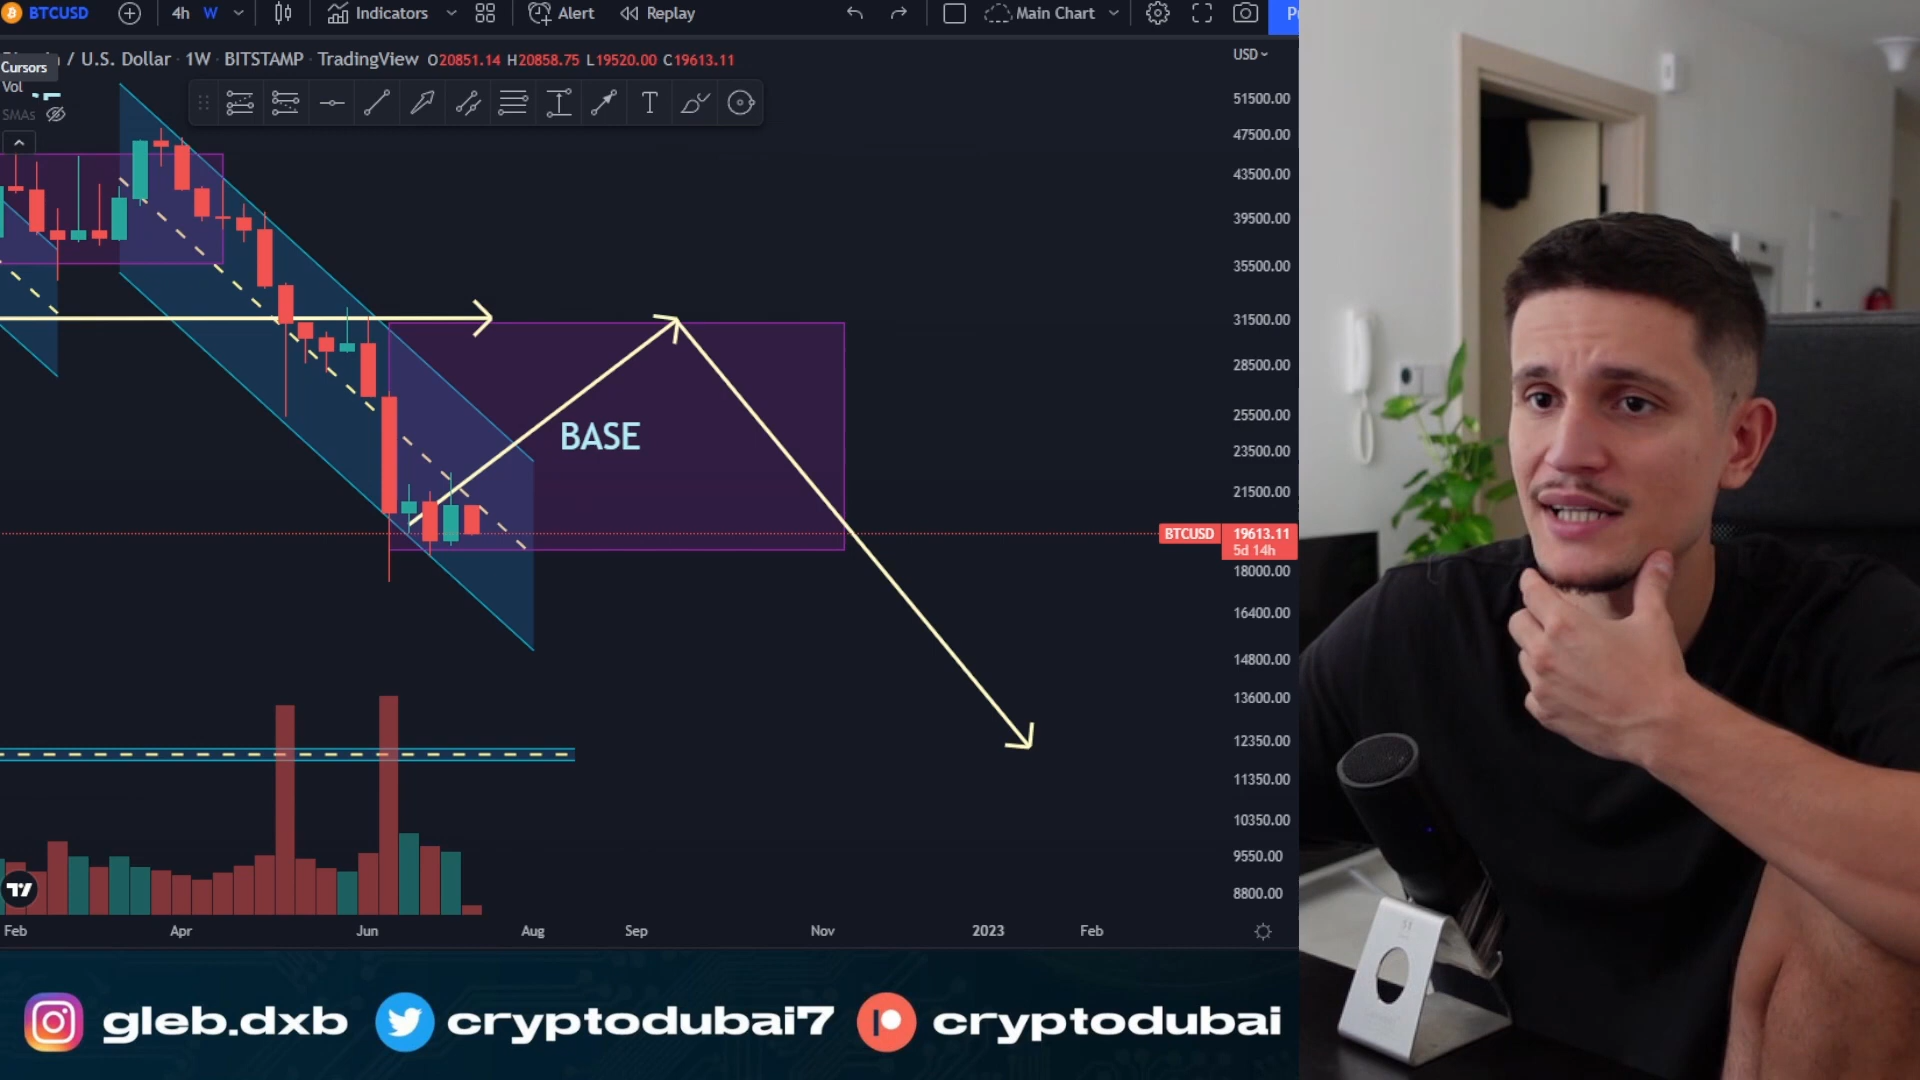 BTCUSD 4h W Indicators Alert Replay Main Chart P
/ U.S. Dollar · 1W · BITSTAMP · TradingView O20851.14 H20858.75 L19520.00 C19613.11
USD
Cursors
Vol
SMAs
T
51500.00
47500.00
43500.00
39500.00
35500.00
31500.00
28500.00
25500.00
BASE
23500.00
21500.00
BTCUSD 19613.11
5d 14h
18000.00
16400.00
14800.00
13600.00
12350.00
11350.00
10350.00
9550.00
8800.00
Feb Apr Jun Aug Sep Nov 2023 Feb
gleb.dxb cryptodubai7 cryptodubai